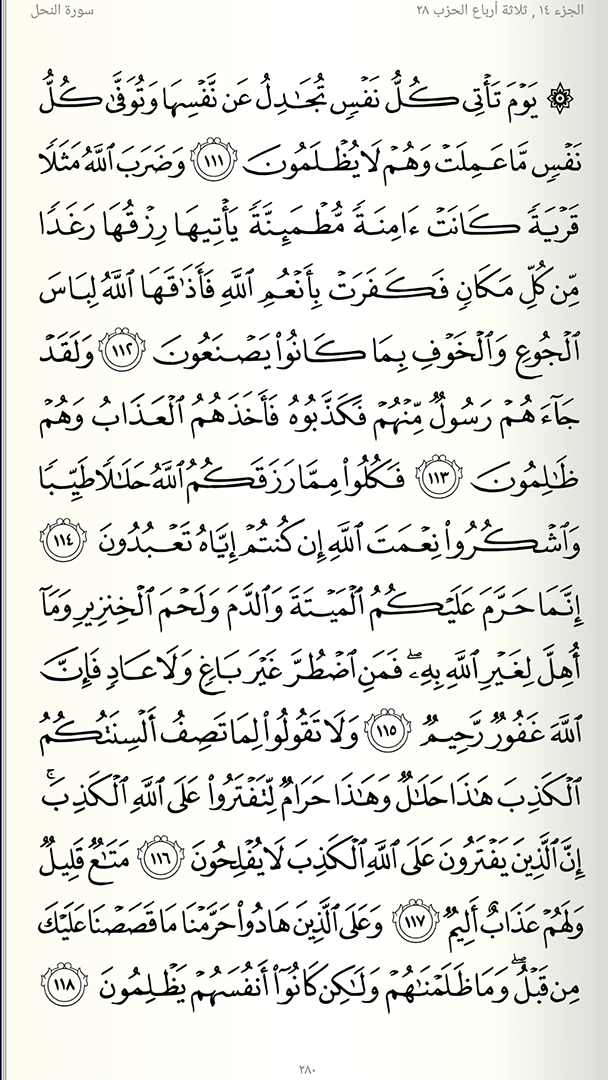 سورة النحل
الجزء ١٤ , ثلاثة أرباع الحزب ٢٨
۞ يَوْمَ تَأْتِى كُلُّ نَفْسٍۢ تُجَٰدِلُ عَن نَّفْسِهَا وَتُوَفَّىٰ كُلُّ
نَفْسٍۢ مَّا عَمِلَتْ وَهُمْ لَا يُظْلَمُونَ ١١١ وَضَرَبَ ٱللَّهُ مَثَلًۭا
قَرْيَةًۭ كَانَتْ ءَامِنَةًۭ مُّطْمَئِنَّةًۭ يَأْتِيهَا رِزْقُهَا رَغَدًۭا
مِّن كُلِّ مَكَانٍۢ فَكَفَرَتْ بِأَنْعُمِ ٱللَّهِ فَأَذَٰقَهَا ٱللَّهُ لِبَاسَ
ٱلْجُوعِ وَٱلْخَوْفِ بِمَا كَانُوا۟ يَصْنَعُونَ ١١٢ وَلَقَدْ
جَآءَهُمْ رَسُولٌۭ مِّنْهُمْ فَكَذَّبُوهُ فَأَخَذَهُمُ ٱلْعَذَابُ وَهُمْ
ظَٰلِمُونَ ١١٣ فَكُلُوا۟ مِمَّا رَزَقَكُمُ ٱللَّهُ حَلَٰلًۭا طَيِّبًۭا
وَٱشْكُرُوا۟ نِعْمَتَ ٱللَّهِ إِن كُنتُمْ إِيَّاهُ تَعْبُدُونَ ١١٤
إِنَّمَا حَرَّمَ عَلَيْكُمُ ٱلْمَيْتَةَ وَٱلدَّمَ وَلَحْمَ ٱلْخِنزِيرِ وَمَآ
أُهِلَّ لِغَيْرِ ٱللَّهِ بِهِۦ ۖ فَمَنِ ٱضْطُرَّ غَيْرَ بَاغٍۢ وَلَا عَادٍۢ فَإِنَّ
ٱللَّهَ غَفُورٌۭ رَّحِيمٌۭ ١١٥ وَلَا تَقُولُوا۟ لِمَا تَصِفُ أَلْسِنَتُكُمُ
ٱلْكَذِبَ هَٰذَا حَلَٰلٌۭ وَهَٰذَا حَرَامٌۭ لِّتَفْتَرُوا۟ عَلَى ٱللَّهِ ٱلْكَذِبَ ۚ
إِنَّ ٱلَّذِينَ يَفْتَرُونَ عَلَى ٱللَّهِ ٱلْكَذِبَ لَا يُفْلِحُونَ ١١٦ مَتَٰعٌۭ قَلِيلٌۭ
وَلَهُمْ عَذَابٌ أَلِيمٌۭ ١١٧ وَعَلَى ٱلَّذِينَ هَادُوا۟ حَرَّمْنَا مَا قَصَصْنَا عَلَيْكَ
مِن قَبْلُ ۖ وَمَا ظَلَمْنَٰهُمْ وَلَٰكِن كَانُوٓا۟ أَنفُسَهُمْ يَظْلِمُونَ ١١٨
٢٨٠